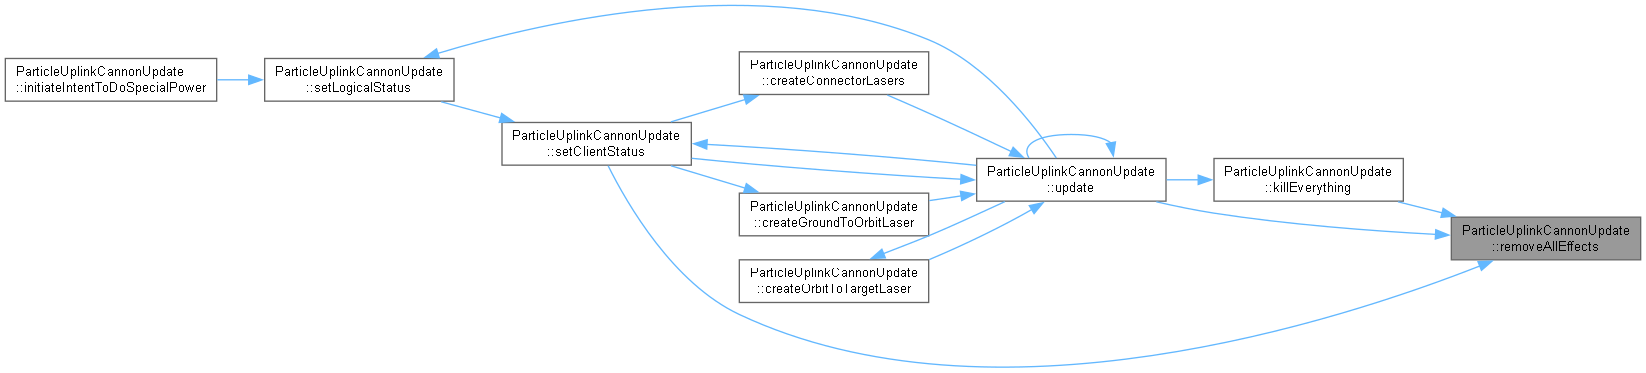 ParticleUplinkCannonUpdate
::initiateIntentToDoSpecialPower
ParticleUplinkCannonUpdate
::setLogicalStatus
ParticleUplinkCannonUpdate
::setClientStatus
ParticleUplinkCannonUpdate
::createConnectorLasers
ParticleUplinkCannonUpdate
::createGroundToOrbitLaser
ParticleUplinkCannonUpdate
::createOrbitToTargetLaser
ParticleUplinkCannonUpdate
::update
ParticleUplinkCannonUpdate
::killEverything
ParticleUplinkCannonUpdate
::removeAllEffects